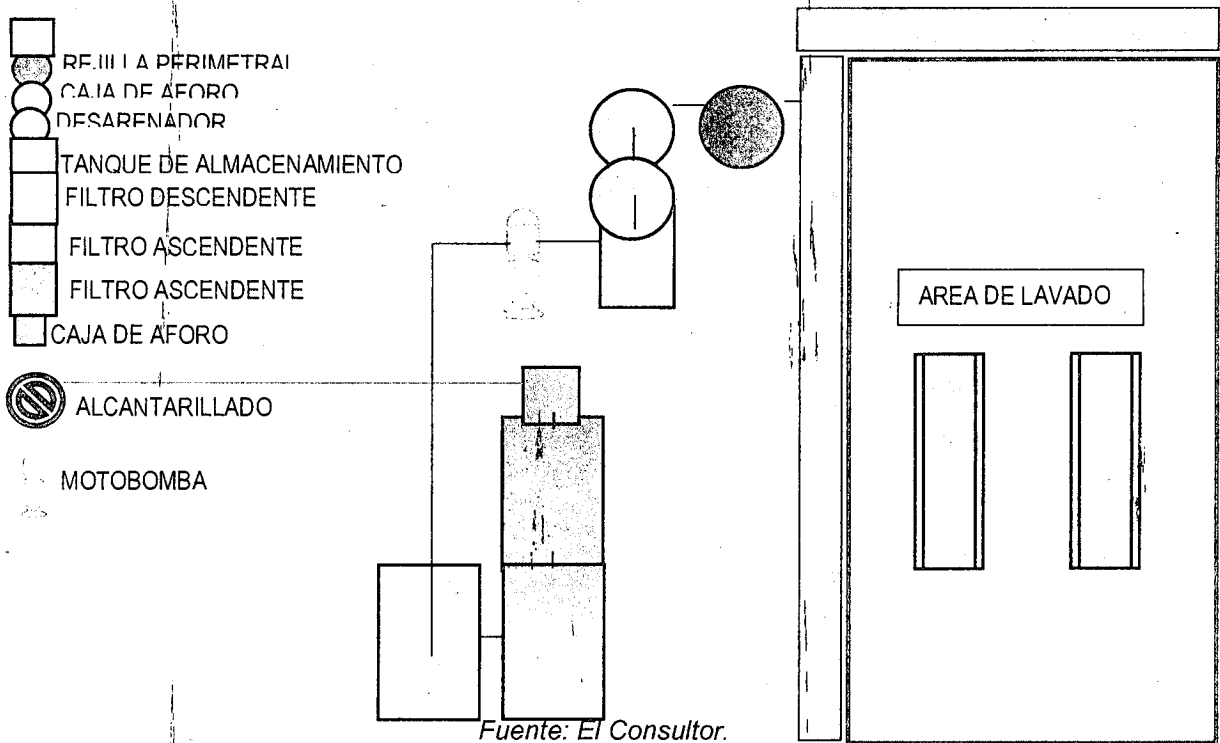 REJILLA PERIMETRAL
CAJA DE AFORO
DESARENADOR
TANQUE DE ALMACENAMIENTO
FILTRO DESCENDENTE
FILTRO ASCENDENTE
FILTRO ASCENDENTE
CAJA DE AFORO
ALCANTARILLADO
MOTOBOMBA
AREA DE LAVADO
Fuente: El Consultor.